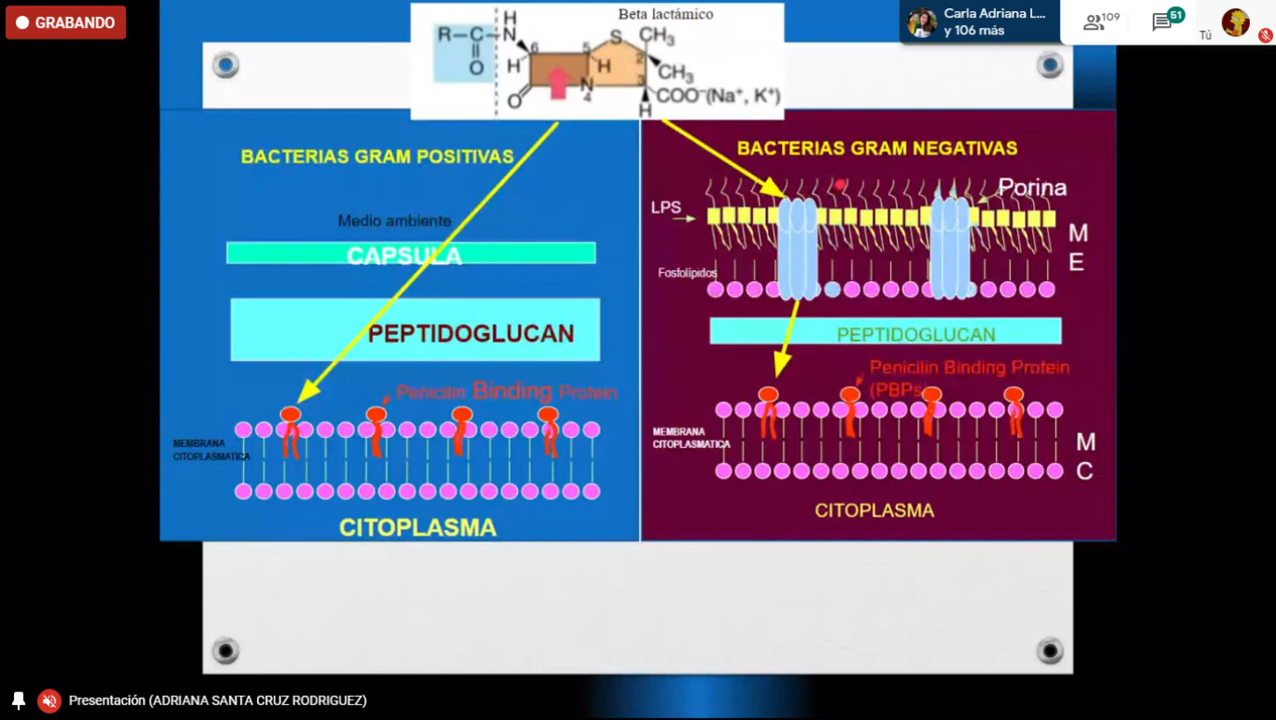 GRABANDO
Beta lactámico
Carla Adriana L...
y 106 más
109
51
Tú
H
R–C–N
O
H
6
5
S
CH₃
2
H
CH₃
3
N
4
O
COO⁻(Na⁺, K⁺)
H
BACTERIAS GRAM POSITIVAS
Medio ambiente
CAPSULA
PEPTIDOGLUCAN
Penicilin Binding Protein
MEMBRANA
CITOPLASMATICA
CITOPLASMA
BACTERIAS GRAM NEGATIVAS
Porina
LPS
M
E
Fosfolípidos
PEPTIDOGLUCAN
Penicilin Binding Protein
(PBPs)
MEMBRANA
CITOPLASMATICA
M
C
CITOPLASMA
Presentación (ADRIANA SANTA CRUZ RODRIGUEZ)